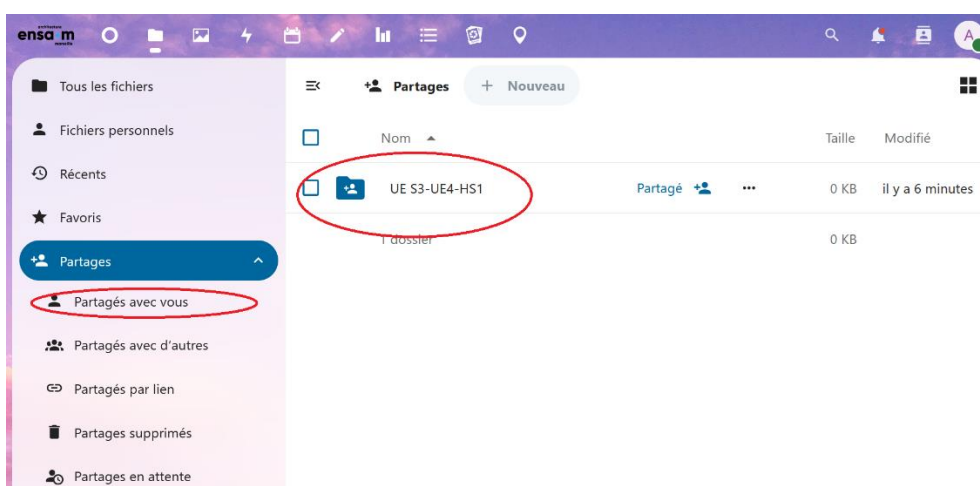 architecture
ensa•m
marseille
A
Tous les fichiers
Fichiers personnels
Récents
Favoris
Partages
Partagés avec vous
Partagés avec d'autres
Partagés par lien
Partages supprimés
Partages en attente
Partages
+ Nouveau
Nom
Taille
Modifié
UE S3-UE4-HS1
Partagé
0 KB
il y a 6 minutes
1 dossier
0 KB